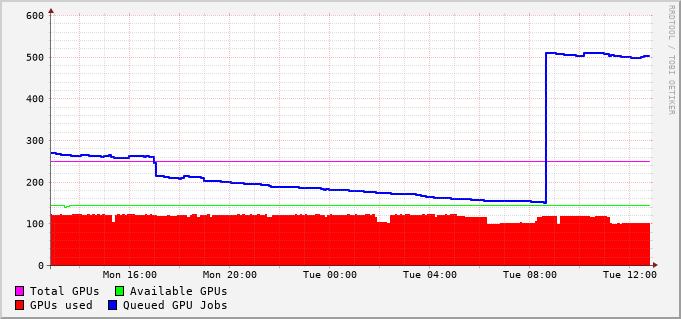 600
500
400
300
200
100
0
Mon 16:00 Mon 20:00 Tue 00:00 Tue 04:00 Tue 08:00 Tue 12:00
Total GPUs Available GPUs
GPUs used Queued GPU Jobs
RRDTOOL / TOBI OETIKER